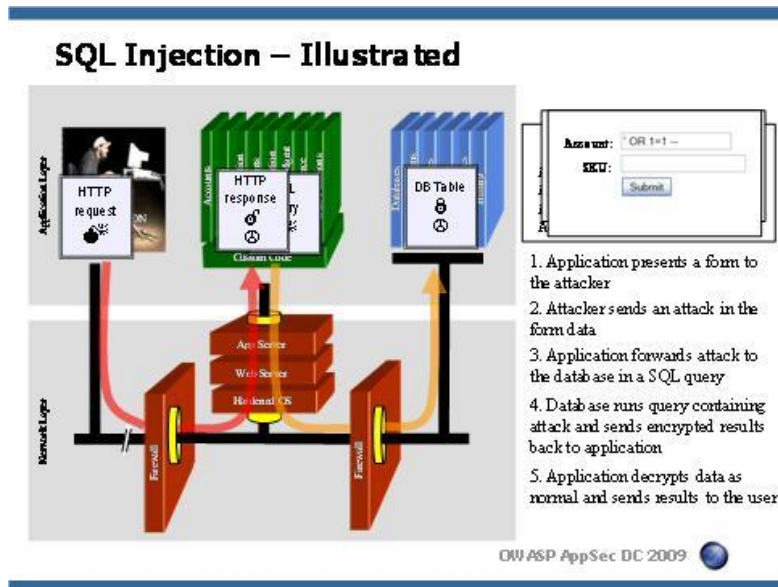 SQL Injection – Illustrated
Application Layer
HTTP
request
ON
Accounts
HTTP
response
Custom Code
Databases
DB Table
App Server
Web Server
Hardened OS
Network Layer
Firewall
Firewall
Account:
' OR 1=1 --
SKU:
Submit
1. Application presents a form to
the attacker
2. Attacker sends an attack in the
form data
3. Application forwards attack to
the database in a SQL query
4. Database runs query containing
attack and sends encrypted results
back to application
5. Application decrypts data as
normal and sends results to the user
OWASP AppSec DC 2009